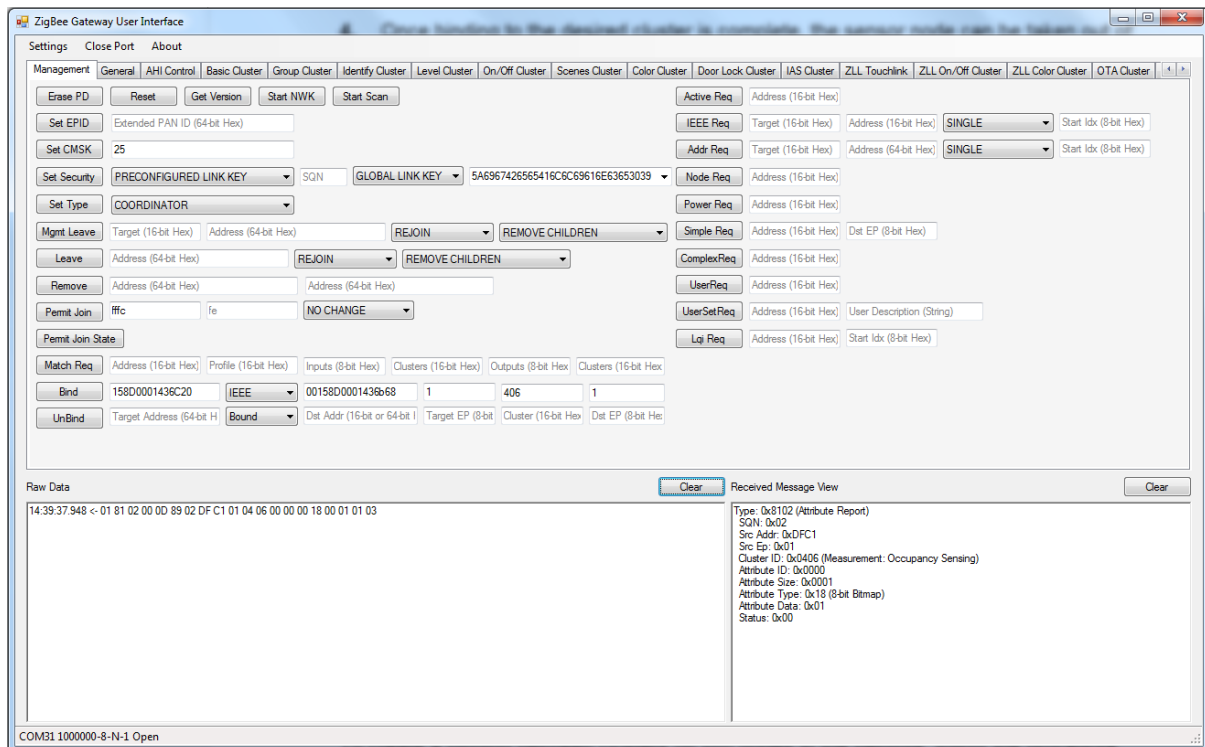 ZigBee Gateway User Interface
4. Once binding to the desired cluster is complete, the sensor node can be taken out of
Settings Close Port About
Management General AHI Control Basic Cluster Group Cluster Identify Cluster Level Cluster On/Off Cluster Scenes Cluster Color Cluster Door Lock Cluster IAS Cluster ZLL Touchlink ZLL On/Off Cluster ZLL Color Cluster OTA Cluster
Erase PD Reset Get Version Start NWK Start Scan Active Req Address (16-bit Hex)
Set EPID Extended PAN ID (64-bit Hex) IEEE Req Target (16-bit Hex) Address (16-bit Hex) SINGLE Start Idx (8-bit Hex)
Set CMSK 25 Addr Req Target (16-bit Hex) Address (64-bit Hex) SINGLE Start Idx (8-bit Hex)
Set Security PRECONFIGURED LINK KEY SQN GLOBAL LINK KEY 5A6967426565416C6C69616E63653039 Node Req Address (16-bit Hex)
Set Type COORDINATOR Power Req Address (16-bit Hex)
Mgmt Leave Target (16-bit Hex) Address (64-bit Hex) REJOIN REMOVE CHILDREN Simple Req Address (16-bit Hex) Dst EP (8-bit Hex)
Leave Address (64-bit Hex) REJOIN REMOVE CHILDREN ComplexReq Address (16-bit Hex)
Remove Address (64-bit Hex) Address (64-bit Hex) UserReq Address (16-bit Hex)
Permit Join fffc fe NO CHANGE UserSetReq Address (16-bit Hex) User Description (String)
Permit Join State Lqi Req Address (16-bit Hex) Start Idx (8-bit Hex)
Match Req Address (16-bit Hex) Profile (16-bit Hex) Inputs (8-bit Hex) Clusters (16-bit Hex) Outputs (8-bit Hex Clusters (16-bit Hex
Bind 158D0001436C20 IEEE 00158D0001436b68 1 406 1
UnBind Target Address (64-bit H Bound Dst Addr (16-bit or 64-bit I Target EP (8-bit Cluster (16-bit Hex Dst EP (8-bit He:
Raw Data Clear Received Message View Clear
14:39:37.948 <- 01 81 02 00 0D 89 02 DF C1 01 04 06 00 00 00 18 00 01 01 03
Type: 0x8102 (Attribute Report)
SQN: 0x02
Src Addr: 0xDFC1
Src Ep: 0x01
Cluster ID: 0x0406 (Measurement: Occupancy Sensing)
Attribute ID: 0x0000
Attribute Size: 0x0001
Attribute Type: 0x18 (8-bit Bitmap)
Attribute Data: 0x01
Status: 0x00
COM31 1000000-8-N-1 Open